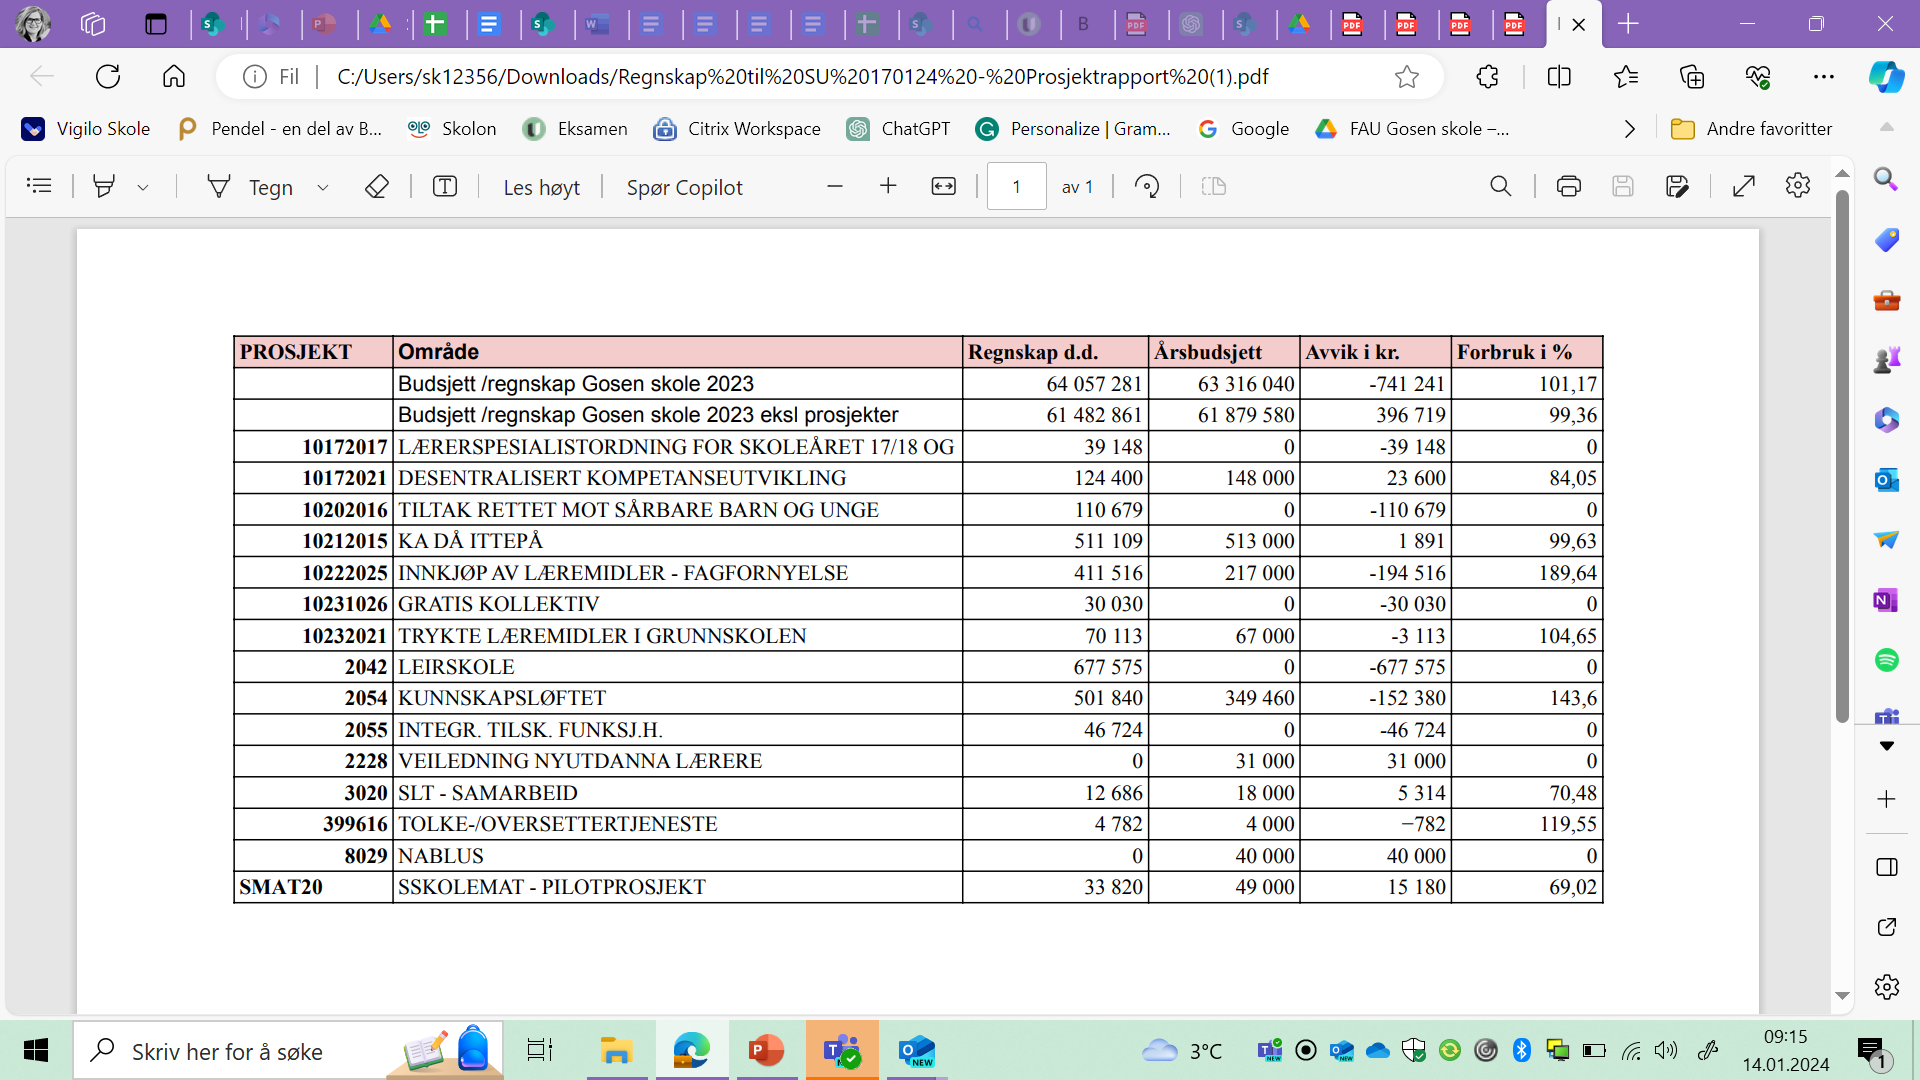 Fil
C:/Users/sk12356/Downloads/Regnskap%20til%20SU%20170124%20-%20Prosjektrapport%20(1).pdf
Vigilo Skole
Pendel - en del av B...
Skolon
Eksamen
Citrix Workspace
ChatGPT
Personalize | Gram...
Google
FAU Gosen skole –...
Andre favoritter
Tegn
Les høyt
Spør Copilot
1 av 1
PROSJEKT Område Regnskap d.d. Årsbudsjett Avvik i kr. Forbruk i %
Budsjett /regnskap Gosen skole 2023 64 057 281 63 316 040 -741 241 101,17
Budsjett /regnskap Gosen skole 2023 eksl prosjekter 61 482 861 61 879 580 396 719 99,36
10172017 LÆRERSPESIALISTORDNING FOR SKOLEÅRET 17/18 OG 39 148 0 -39 148 0
10172021 DESENTRALISERT KOMPETANSEUTVIKLING 124 400 148 000 23 600 84,05
10202016 TILTAK RETTET MOT SÅRBARE BARN OG UNGE 110 679 0 -110 679 0
10212015 KA DÅ ITTEPÅ 511 109 513 000 1 891 99,63
10222025 INNKJØP AV LÆREMIDLER - FAGFORNYELSE 411 516 217 000 -194 516 189,64
10231026 GRATIS KOLLEKTIV 30 030 0 -30 030 0
10232021 TRYKTE LÆREMIDLER I GRUNNSKOLEN 70 113 67 000 -3 113 104,65
2042 LEIRSKOLE 677 575 0 -677 575 0
2054 KUNNSKAPSLØFTET 501 840 349 460 -152 380 143,6
2055 INTEGR. TILSK. FUNKSJ.H. 46 724 0 -46 724 0
2228 VEILEDNING NYUTDANNA LÆRERE 0 31 000 31 000 0
3020 SLT - SAMARBEID 12 686 18 000 5 314 70,48
399616 TOLKE-/OVERSETTERTJENESTE 4 782 4 000 −782 119,55
8029 NABLUS 0 40 000 40 000 0
SMAT20 SSKOLEMAT - PILOTPROSJEKT 33 820 49 000 15 180 69,02
Skriv her for å søke
3°C
09:15
14.01.2024
1